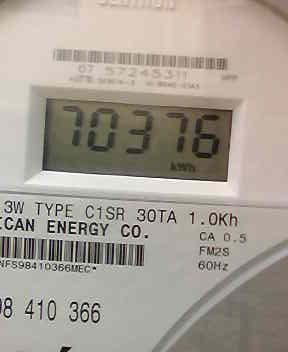 07 57245311
70376
kWh
3W TYPE C1SR 30TA 1.0Kh
ICAN ENERGY CO.
CA 0.5
FM2S
60Hz
NFS98410366MEC*
98 410 366